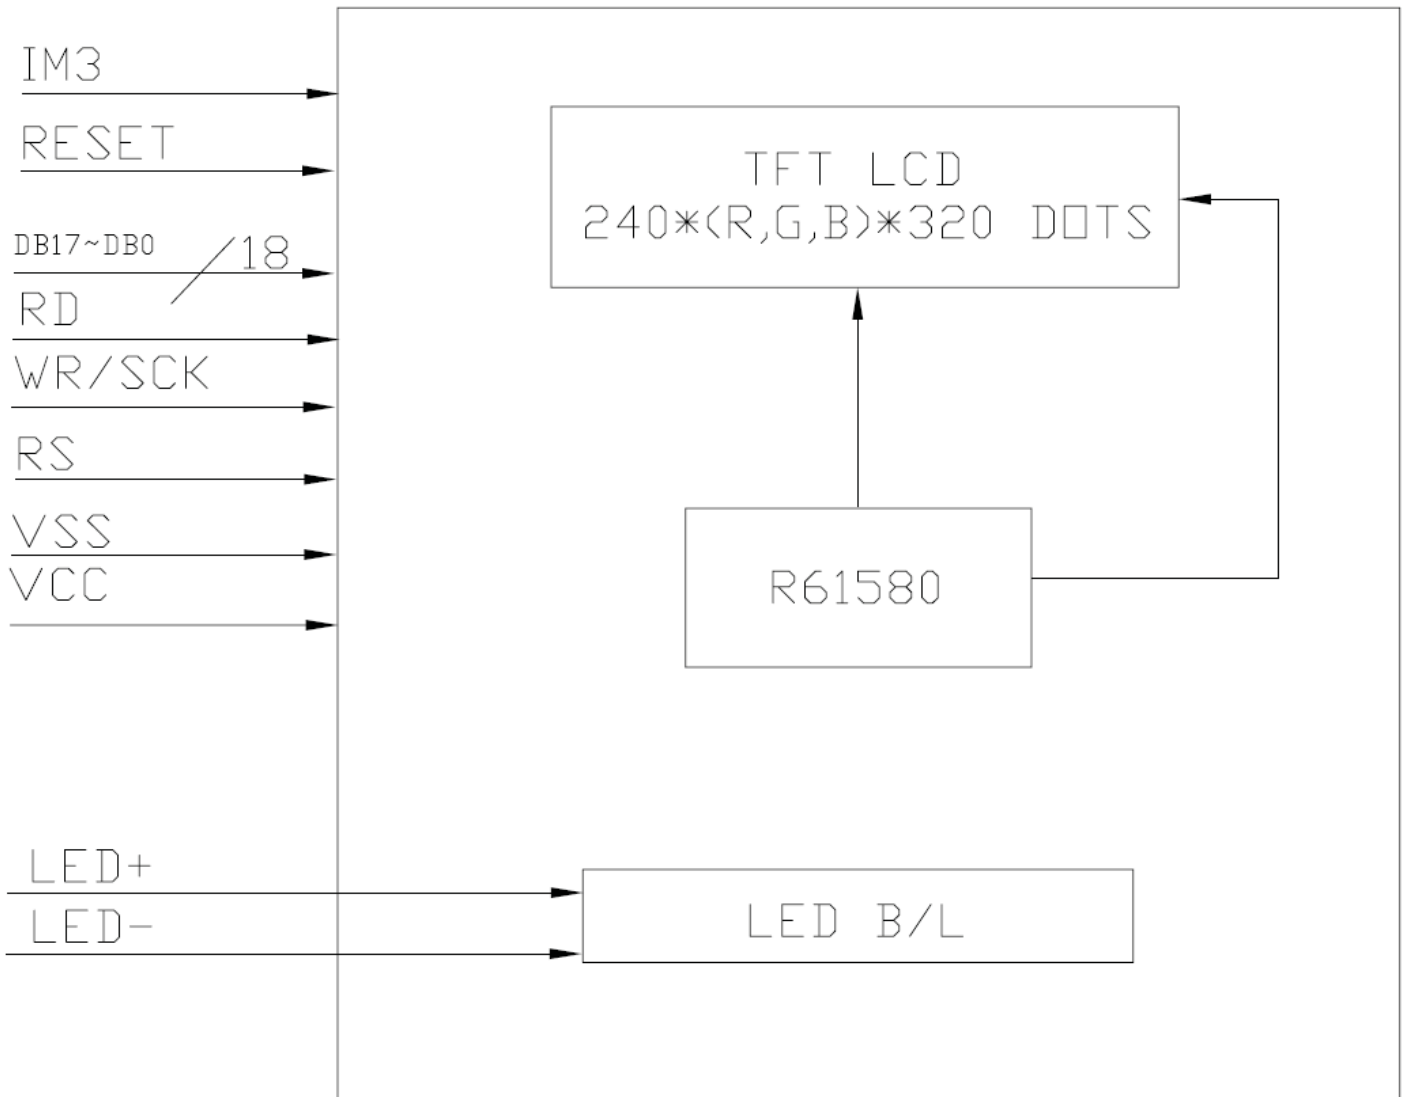 IM3
RESET
DB17~DB0
18
RD
WR/SCK
RS
VSS
VCC
TFT LCD
240*(R,G,B)*320 DOTS
R61580
LED+
LED-
LED B/L